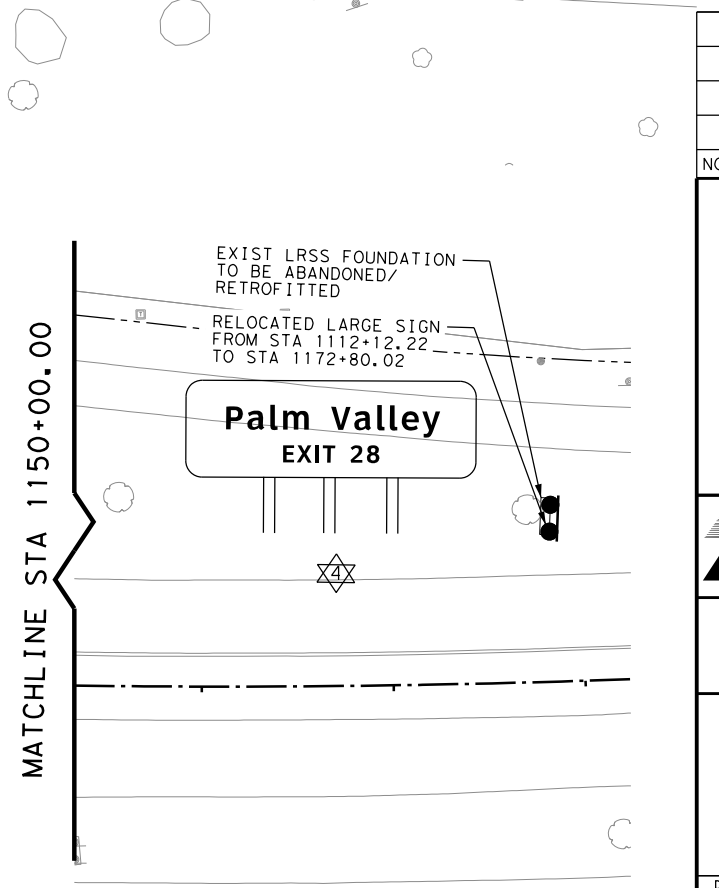 EXIST LRSS FOUNDATION
TO BE ABANDONED/
RETROFITTED
RELOCATED LARGE SIGN
FROM STA 1112+12.22
TO STA 1172+80.02
Palm Valley
EXIT 28
4
MATCHLINE STA 1150+00.00